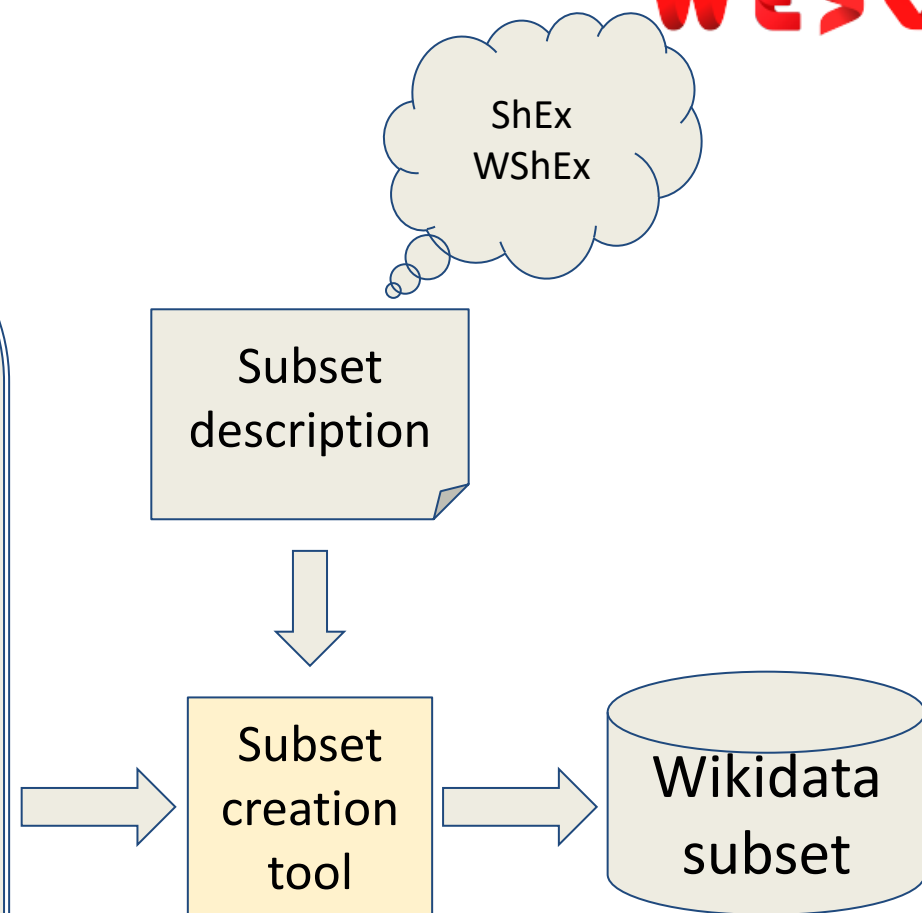 ShEx
WShEx
Subset
description
Subset
creation
tool
Wikidata
subset